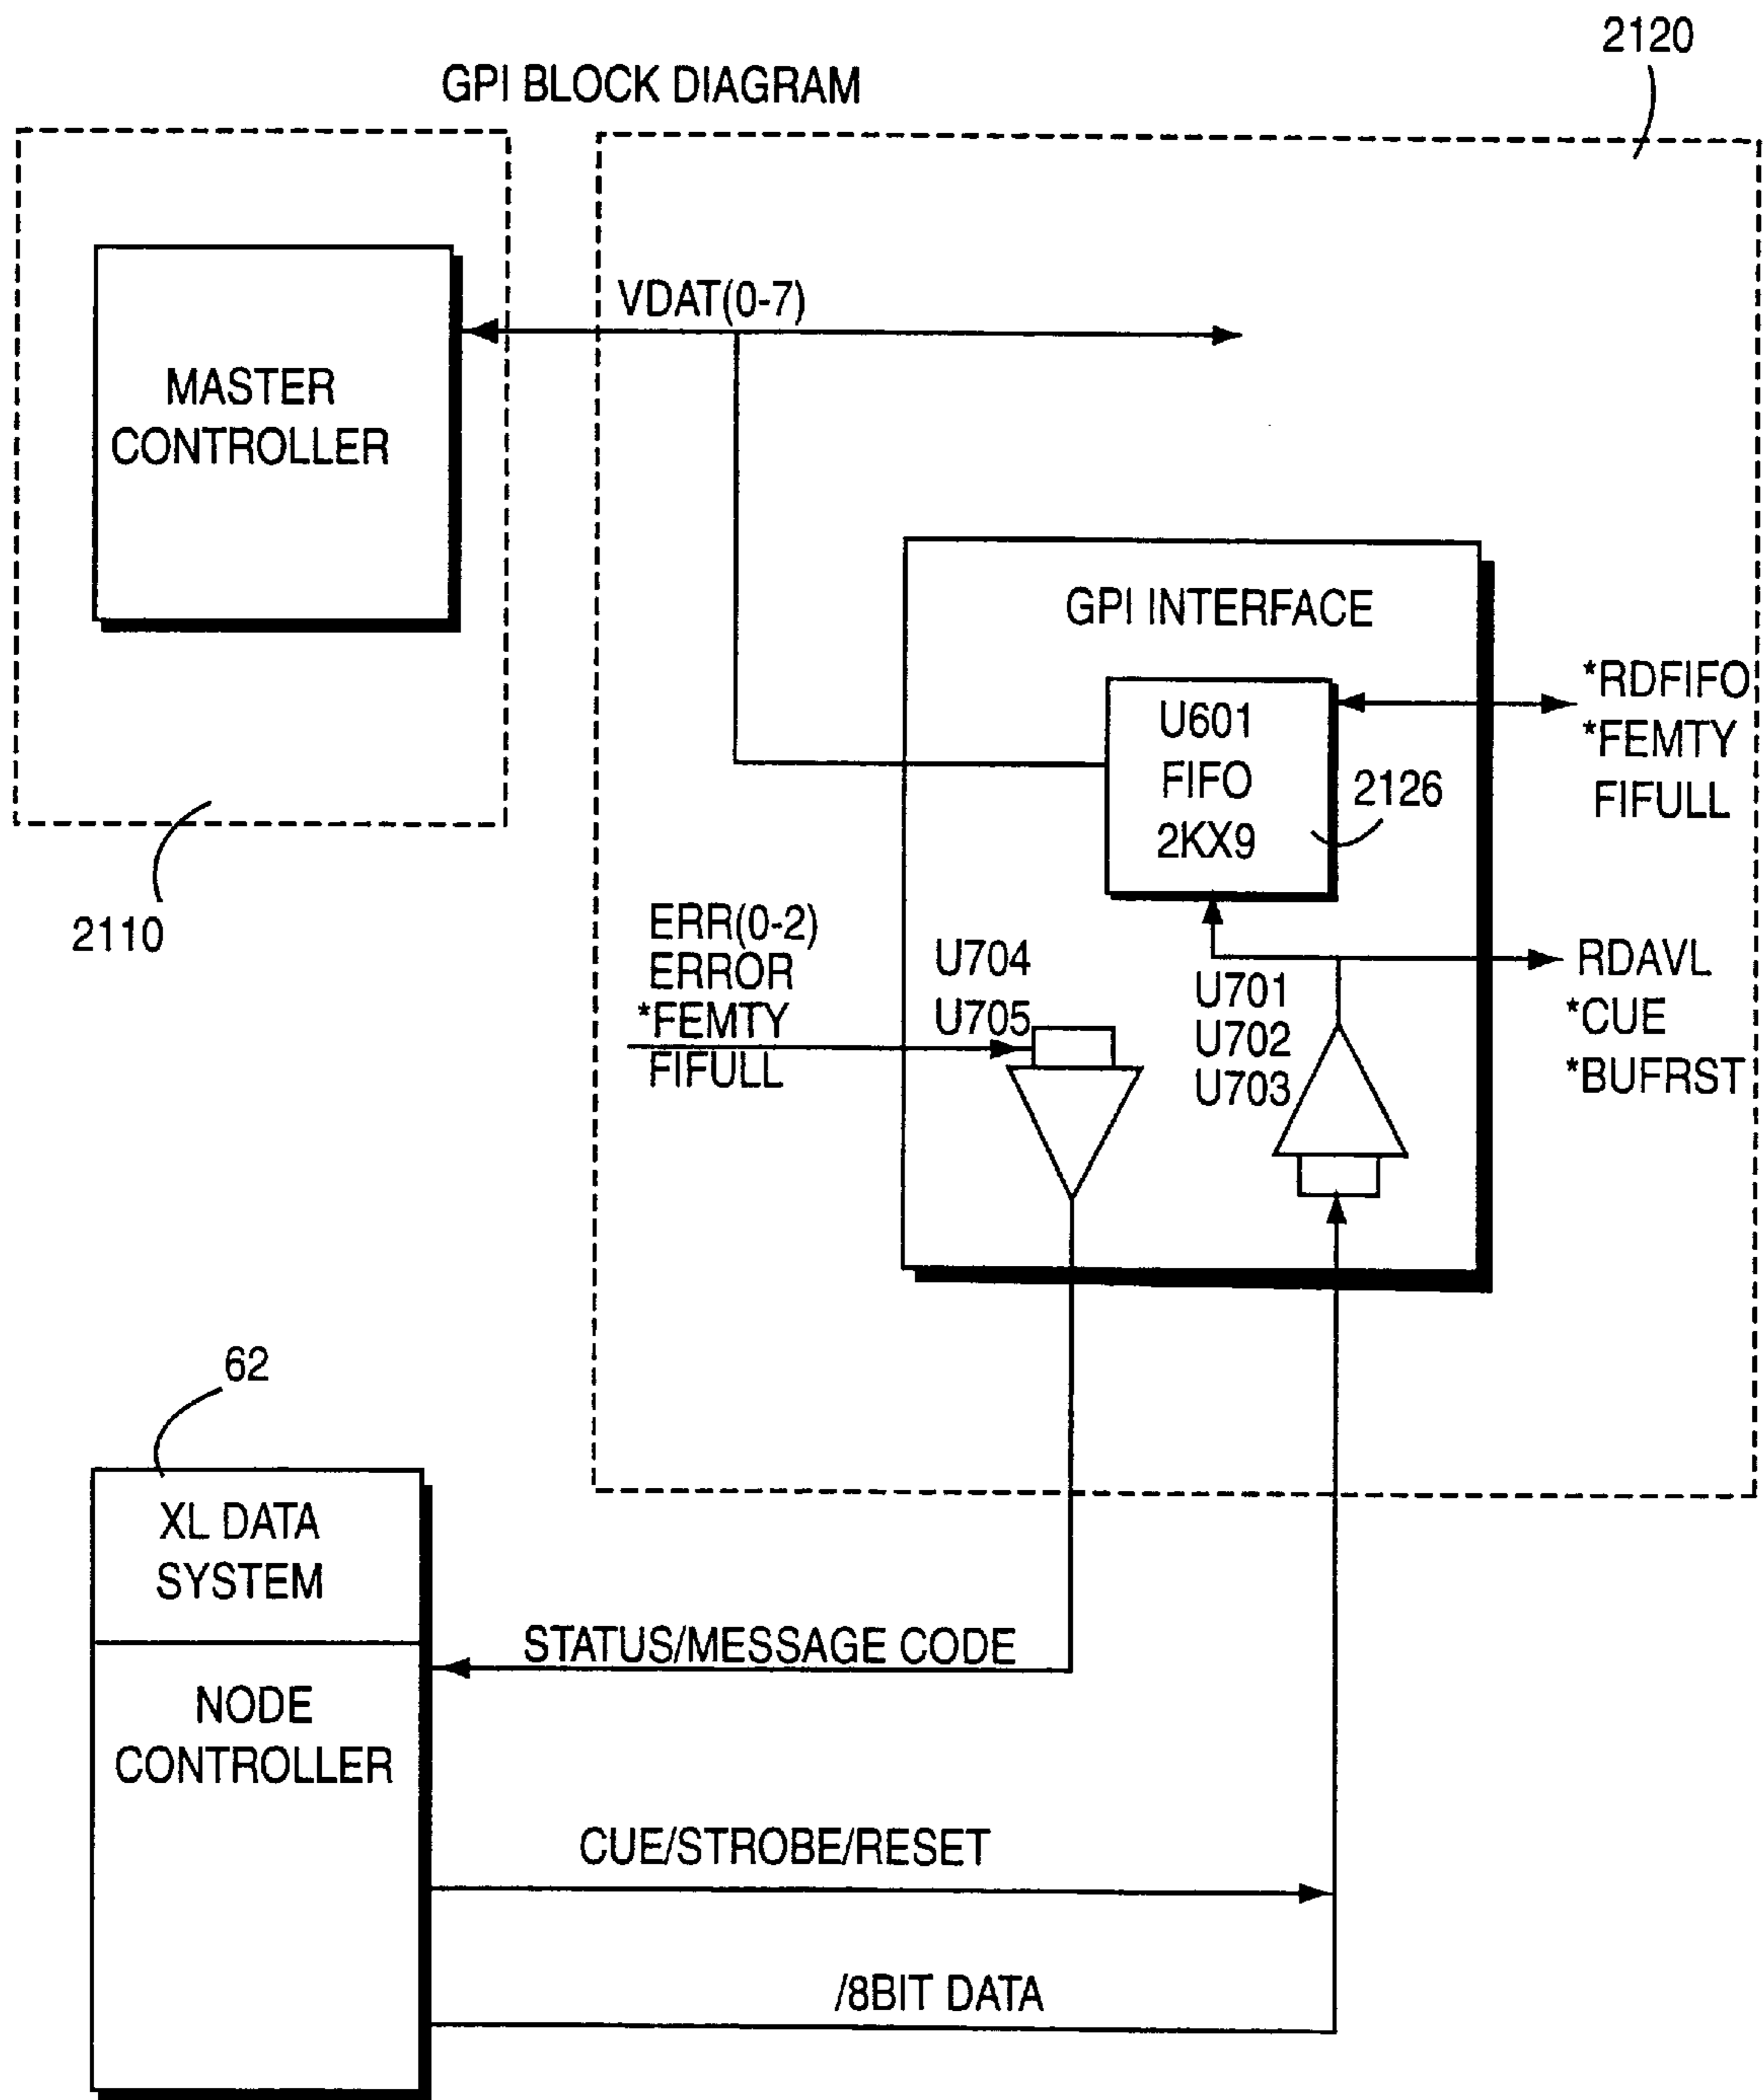 2120
GPI BLOCK DIAGRAM
VDAT(0-7)
MASTER
CONTROLLER
2110
GPI INTERFACE
U601
FIFO
2KX9
2126
*RDFIFO
*FEMTY
FIFULL
ERR(0-2)
ERROR
*FEMTY
FIFULL
U704
U705
U701
U702
U703
RDAVL
*CUE
*BUFRST
62
XL DATA
SYSTEM
NODE
CONTROLLER
STATUS/MESSAGE CODE
CUE/STROBE/RESET
/8BIT DATA